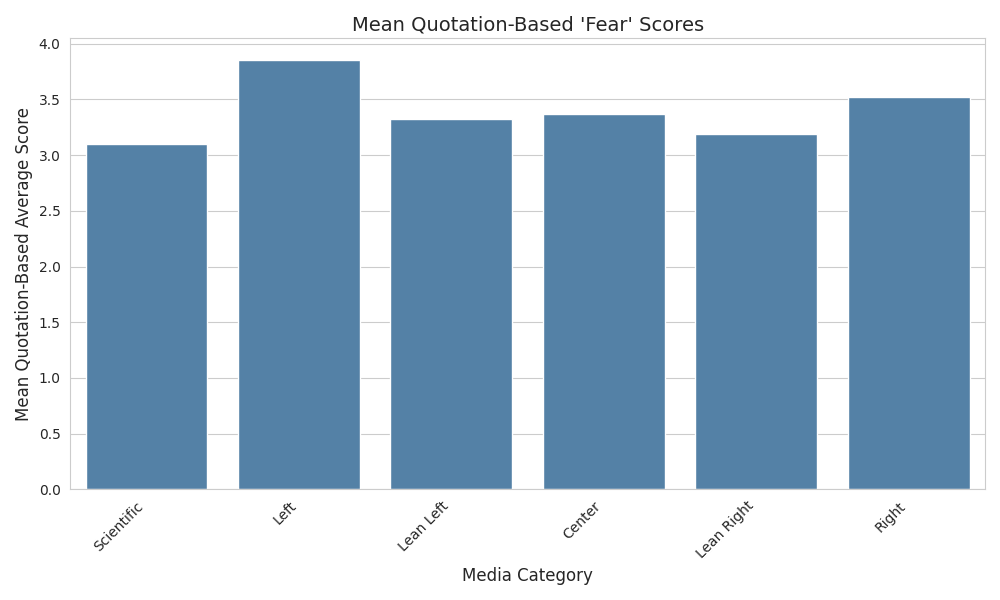 Mean Quotation-Based 'Fear' Scores
Mean Quotation-Based Average Score
4.0
3.5
3.0
2.5
2.0
1.5
1.0
0.5
0.0
Scientific
Left
Lean Left
Center
Lean Right
Right
Media Category